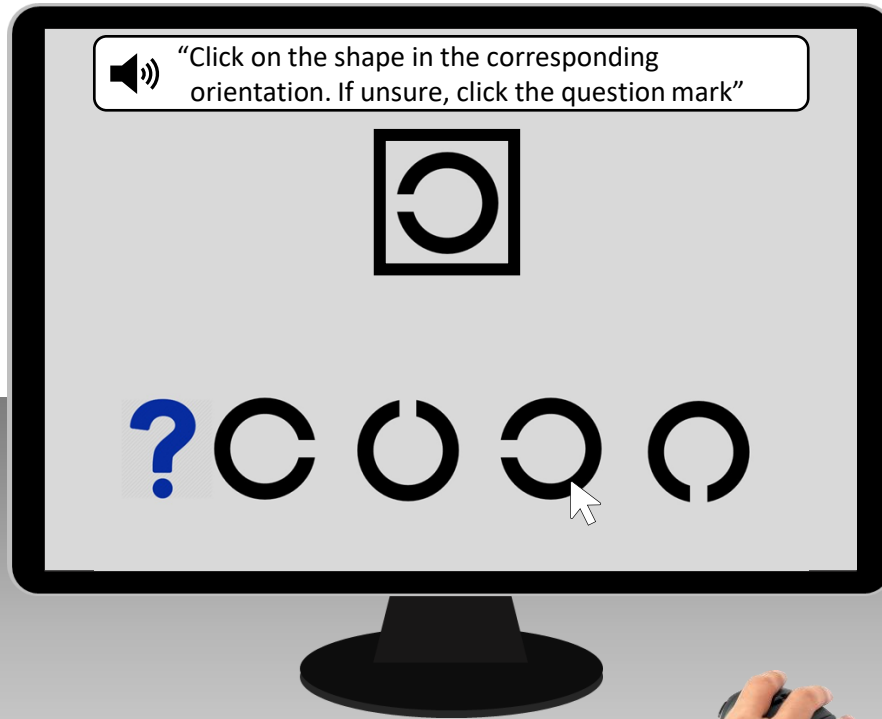 “Click on the shape in the corresponding
orientation. If unsure, click the question mark”
?